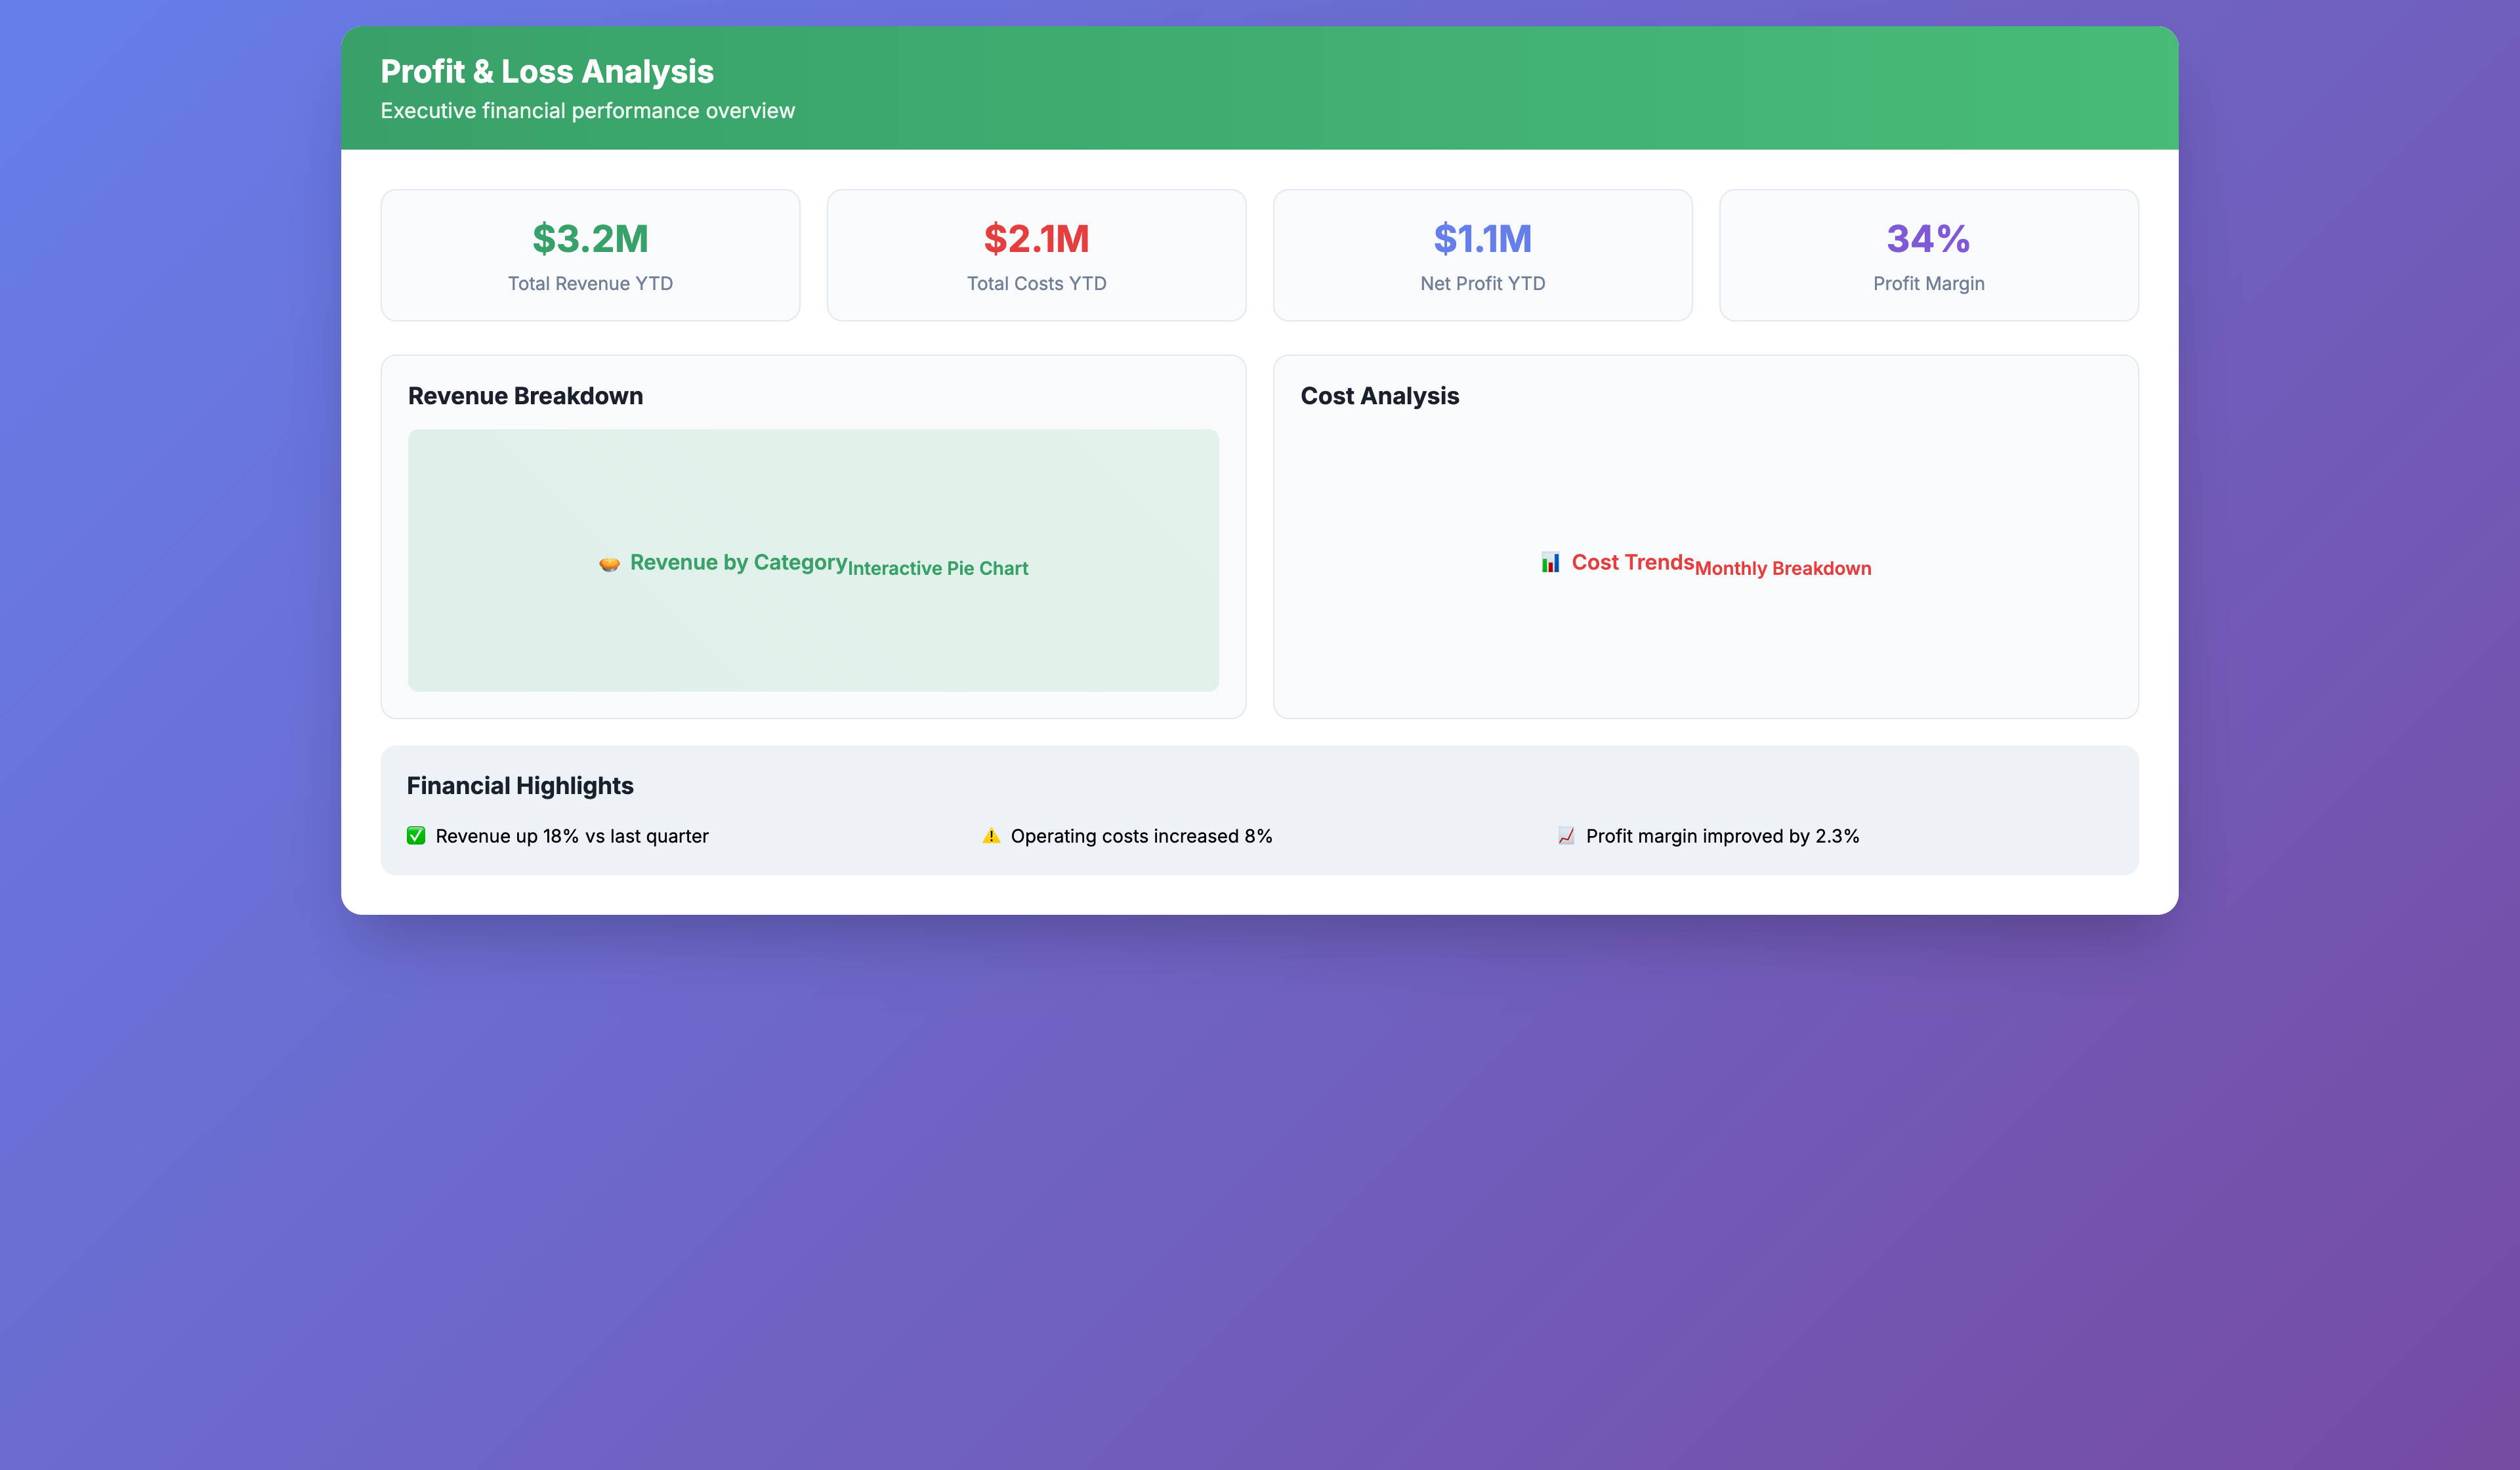 Profit & Loss Analysis
Executive financial performance overview
$3.2M
Total Revenue YTD
$2.1M
Total Costs YTD
$1.1M
Net Profit YTD
34%
Profit Margin
Revenue Breakdown
🥧 Revenue by CategoryInteractive Pie Chart
Cost Analysis
📊 Cost TrendsMonthly Breakdown
Financial Highlights
✅ Revenue up 18% vs last quarter
⚠️ Operating costs increased 8%
📈 Profit margin improved by 2.3%